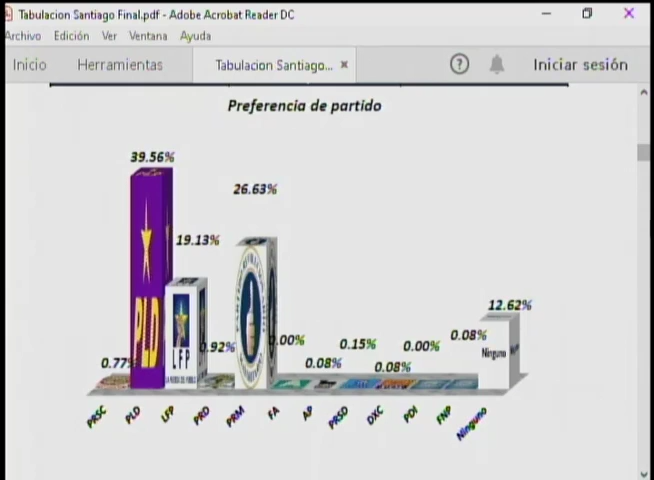 Tabulacion Santiago Final.pdf - Adobe Acrobat Reader DC
Archivo Edición Ver Ventana Ayuda
Inicio Herramientas Tabulacion Santiago... × ? Iniciar sesión
Preferencia de partido
39.56%
26.63%
19.13%
12.62%
0.08%
0.15% 0.00%
0.00%
0.92%
0.77%
0.08% 0.08%
PLD
LFP
Ninguno
PRSC PLD LFP PRD PRM FA AP PRSD DXC PDI FNP Ninguno